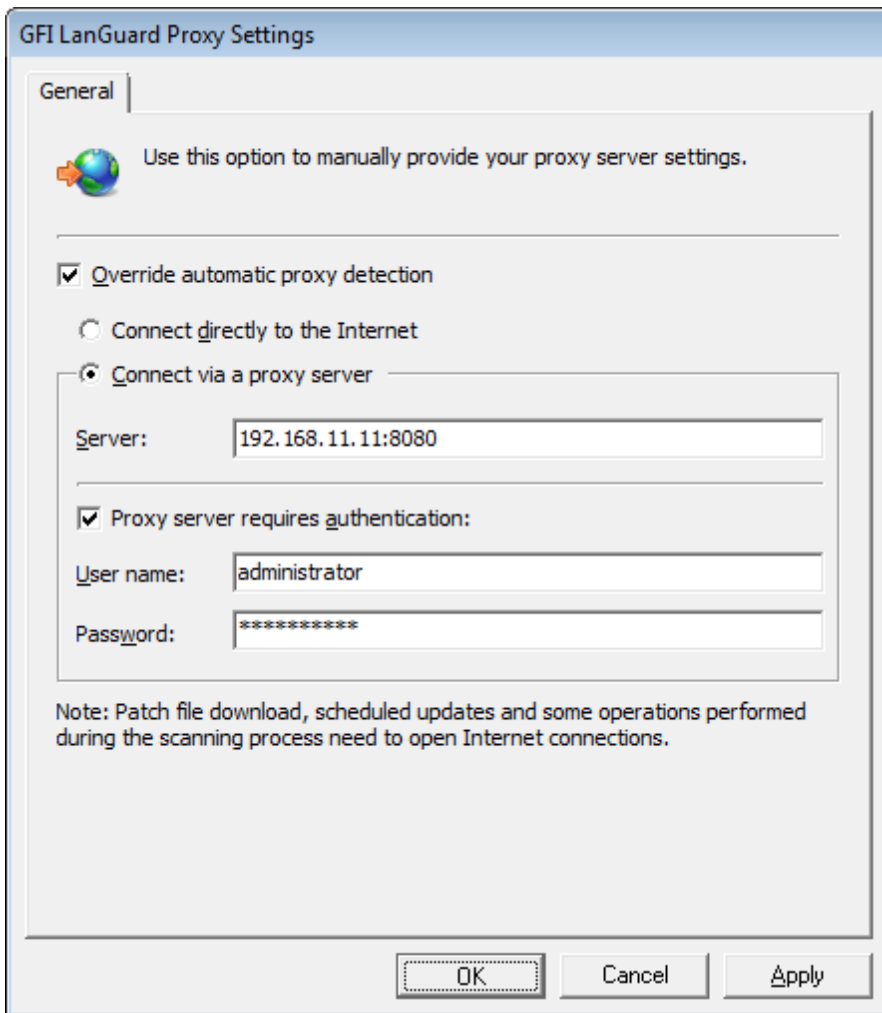 GFI LanGuard Proxy Settings
General
Use this option to manually provide your proxy server settings.
Override automatic proxy detection
Connect directly to the Internet
Connect via a proxy server
Server: 192.168.11.11:8080
Proxy server requires authentication:
User name: administrator
Password: **********
Note: Patch file download, scheduled updates and some operations performed
during the scanning process need to open Internet connections.
OK Cancel Apply